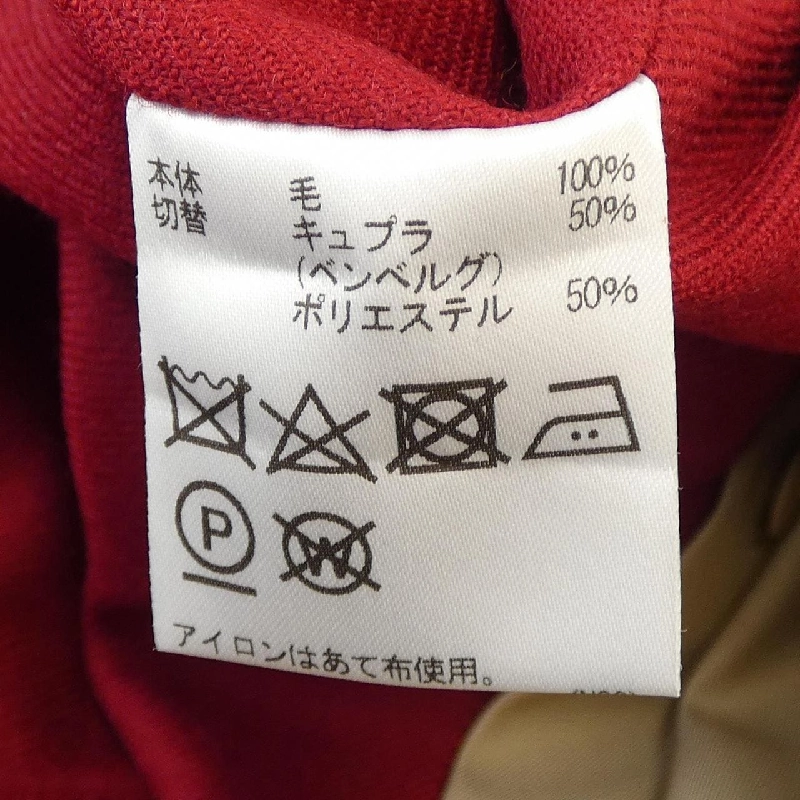 本体 毛 100%
切替 キュプラ 50%
(ベンベルグ)
ポリエステル 50%
P
W
アイロンはあて布使用。